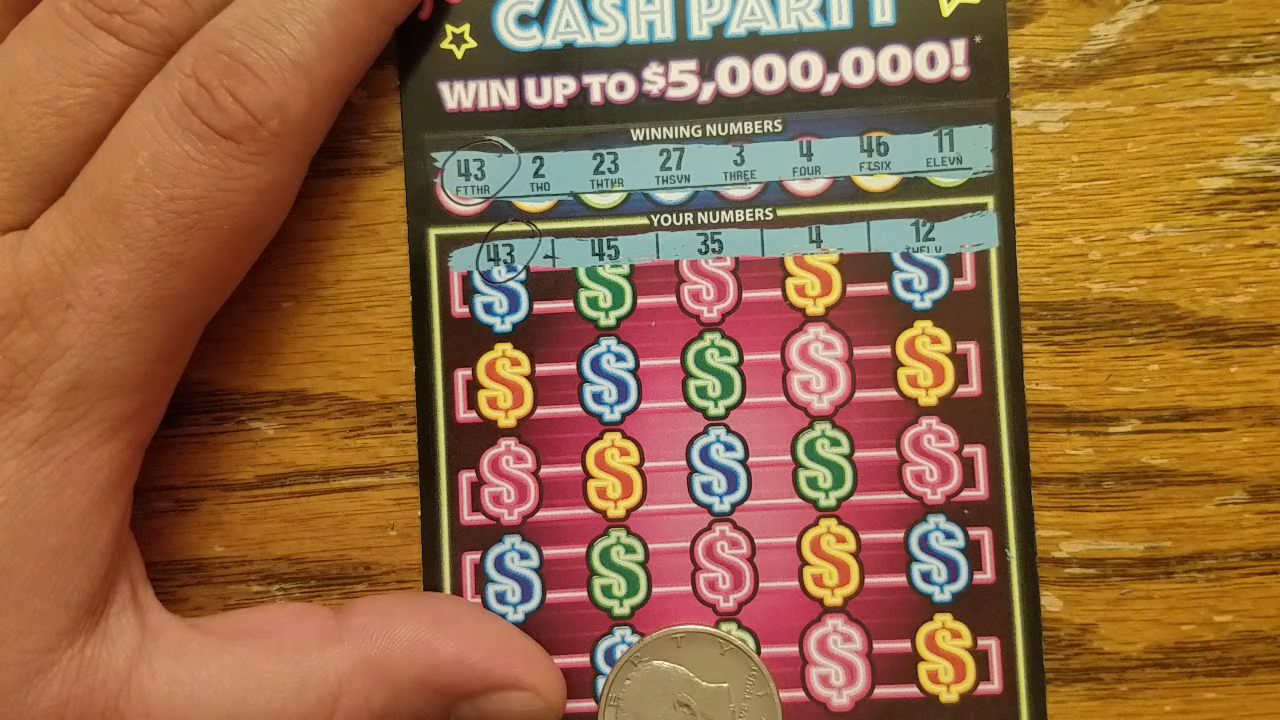 CASH PARTY
WIN UP TO $5,000,000!*
WINNING NUMBERS
43 2 23 27 3 4 46 11
FTTHR TWO THTHR THSVN THREE FOUR FTSIX ELEVN
YOUR NUMBERS
43 45 35 4 12
$ $ $ $ $
$ $ $ $ $
$ $ $ $ $
$ $ $ $ $
$ $ $